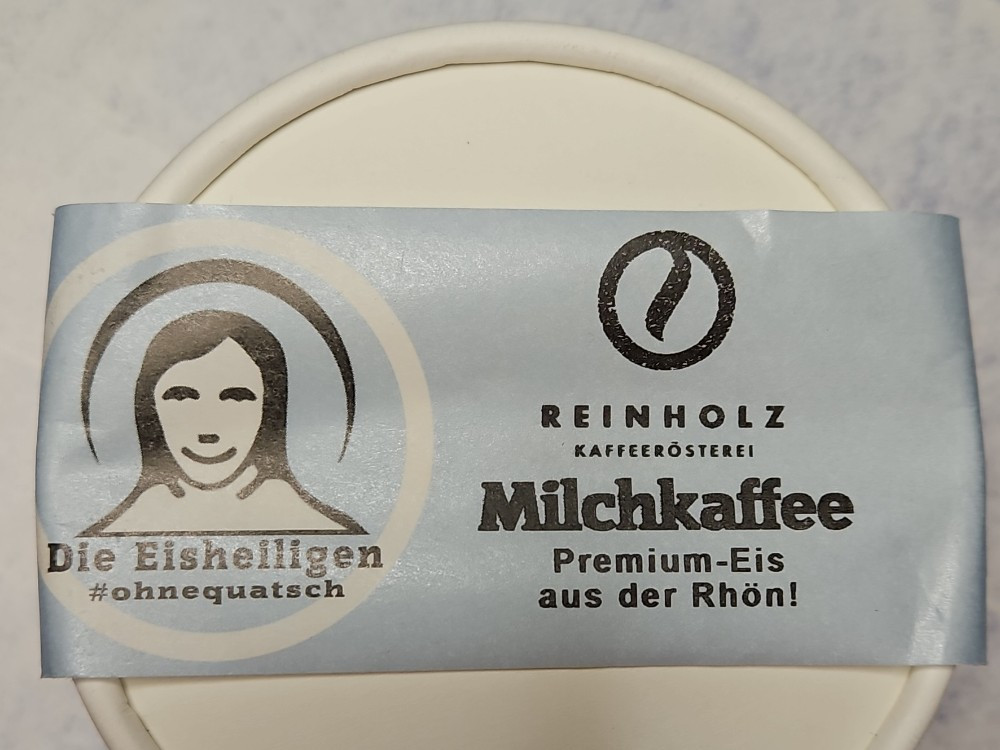 Die Eisheiligen
#ohnequatsch
REINHOLZ
KAFFEERÖSTEREI
Milchkaffee
Premium-Eis
aus der Rhön!